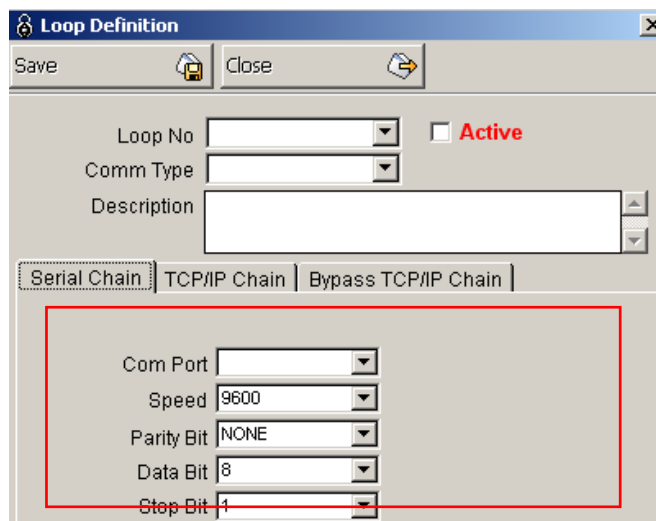 Loop Definition
Save Close
Loop No Active
Comm Type
Description
Serial Chain TCP/IP Chain Bypass TCP/IP Chain
Com Port
Speed 9600
Parity Bit NONE
Data Bit 8
Stop Bit 1